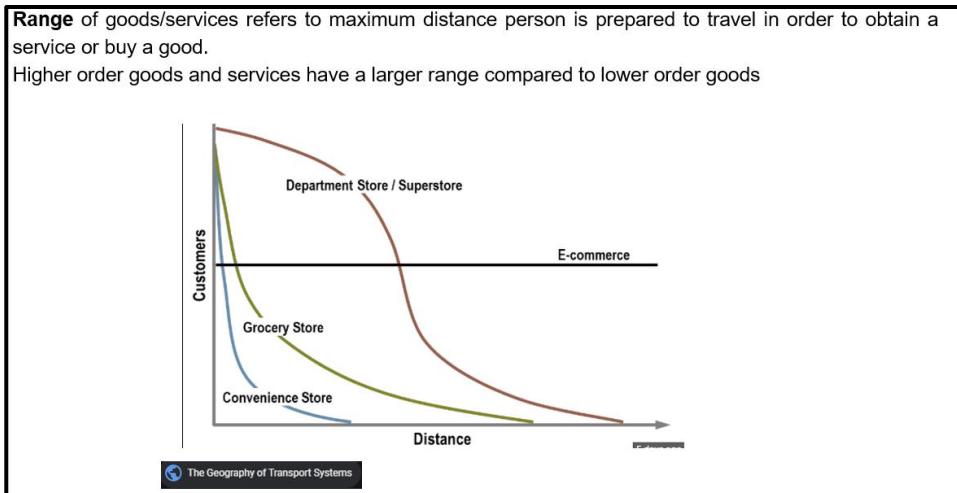 Range of goods/services refers to maximum distance person is prepared to travel in order to obtain a
service or buy a good.
Higher order goods and services have a larger range compared to lower order goods
Department Store / Superstore
E-commerce
Customers
Grocery Store
Convenience Store
Distance
The Geography of Transport Systems